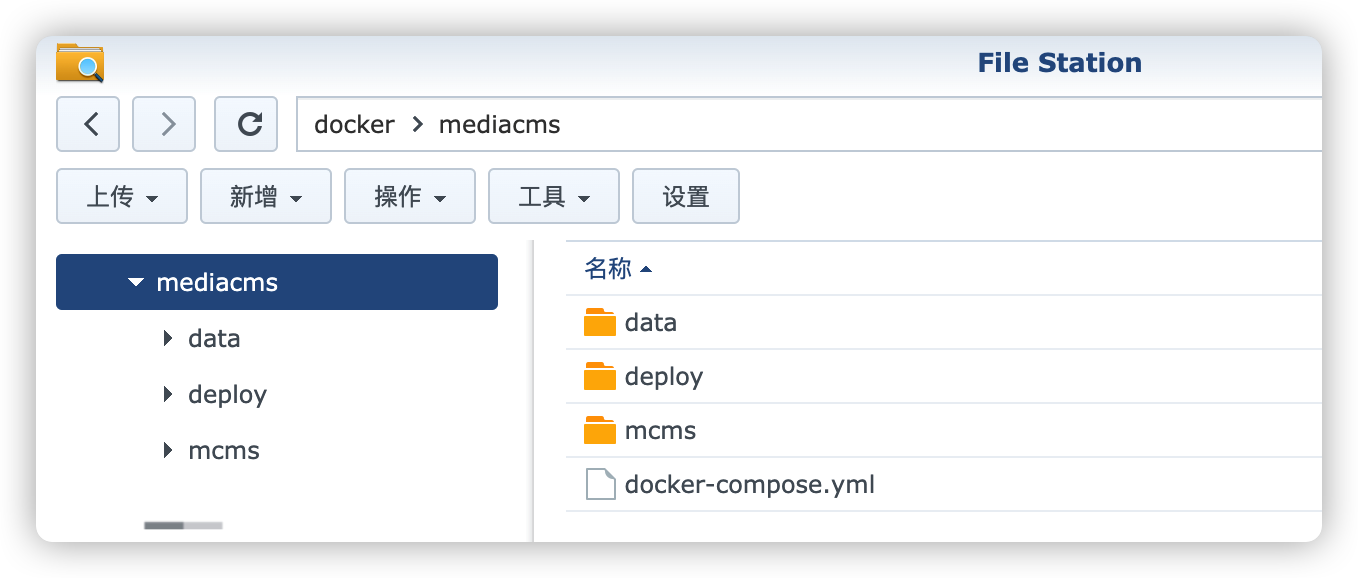 File Station
docker > mediacms
上传 新增 操作 工具 设置
mediacms
data
deploy
mcms
名称
data
deploy
mcms
docker-compose.yml